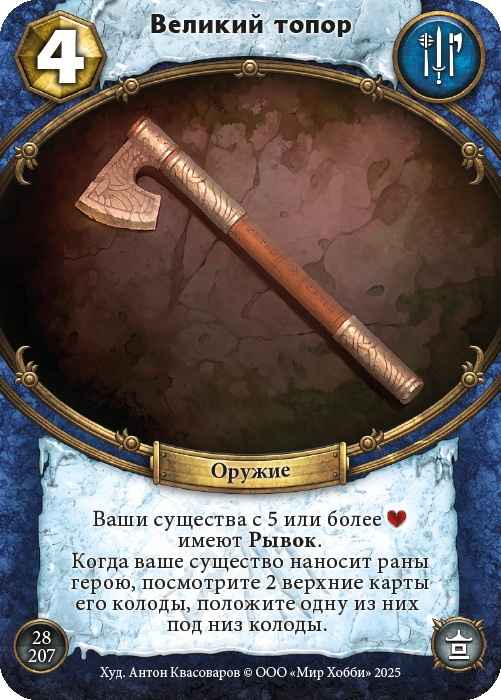 Великий топор
4
Оружие
Ваши существа с 5 или более
имеют Рывок.
Когда ваше существо наносит раны
герою, посмотрите 2 верхние карты
его колоды, положите одну из них
под низ колоды.
28
207
Худ. Антон Квасоваров © ООО «Мир Хобби» 2025